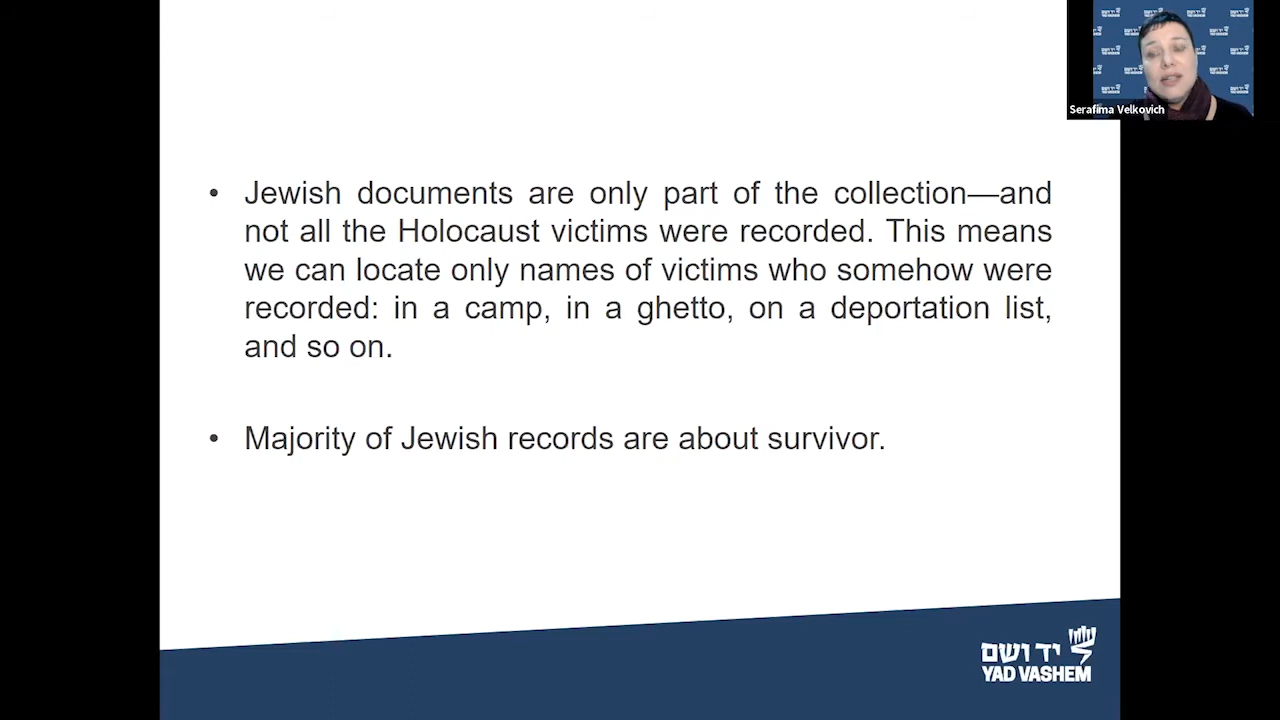 Serafima Velkovich
• Jewish documents are only part of the collection—and
not all the Holocaust victims were recorded. This means
we can locate only names of victims who somehow were
recorded: in a camp, in a ghetto, on a deportation list,
and so on.
• Majority of Jewish records are about survivor.
יד ושם
YAD VASHEM